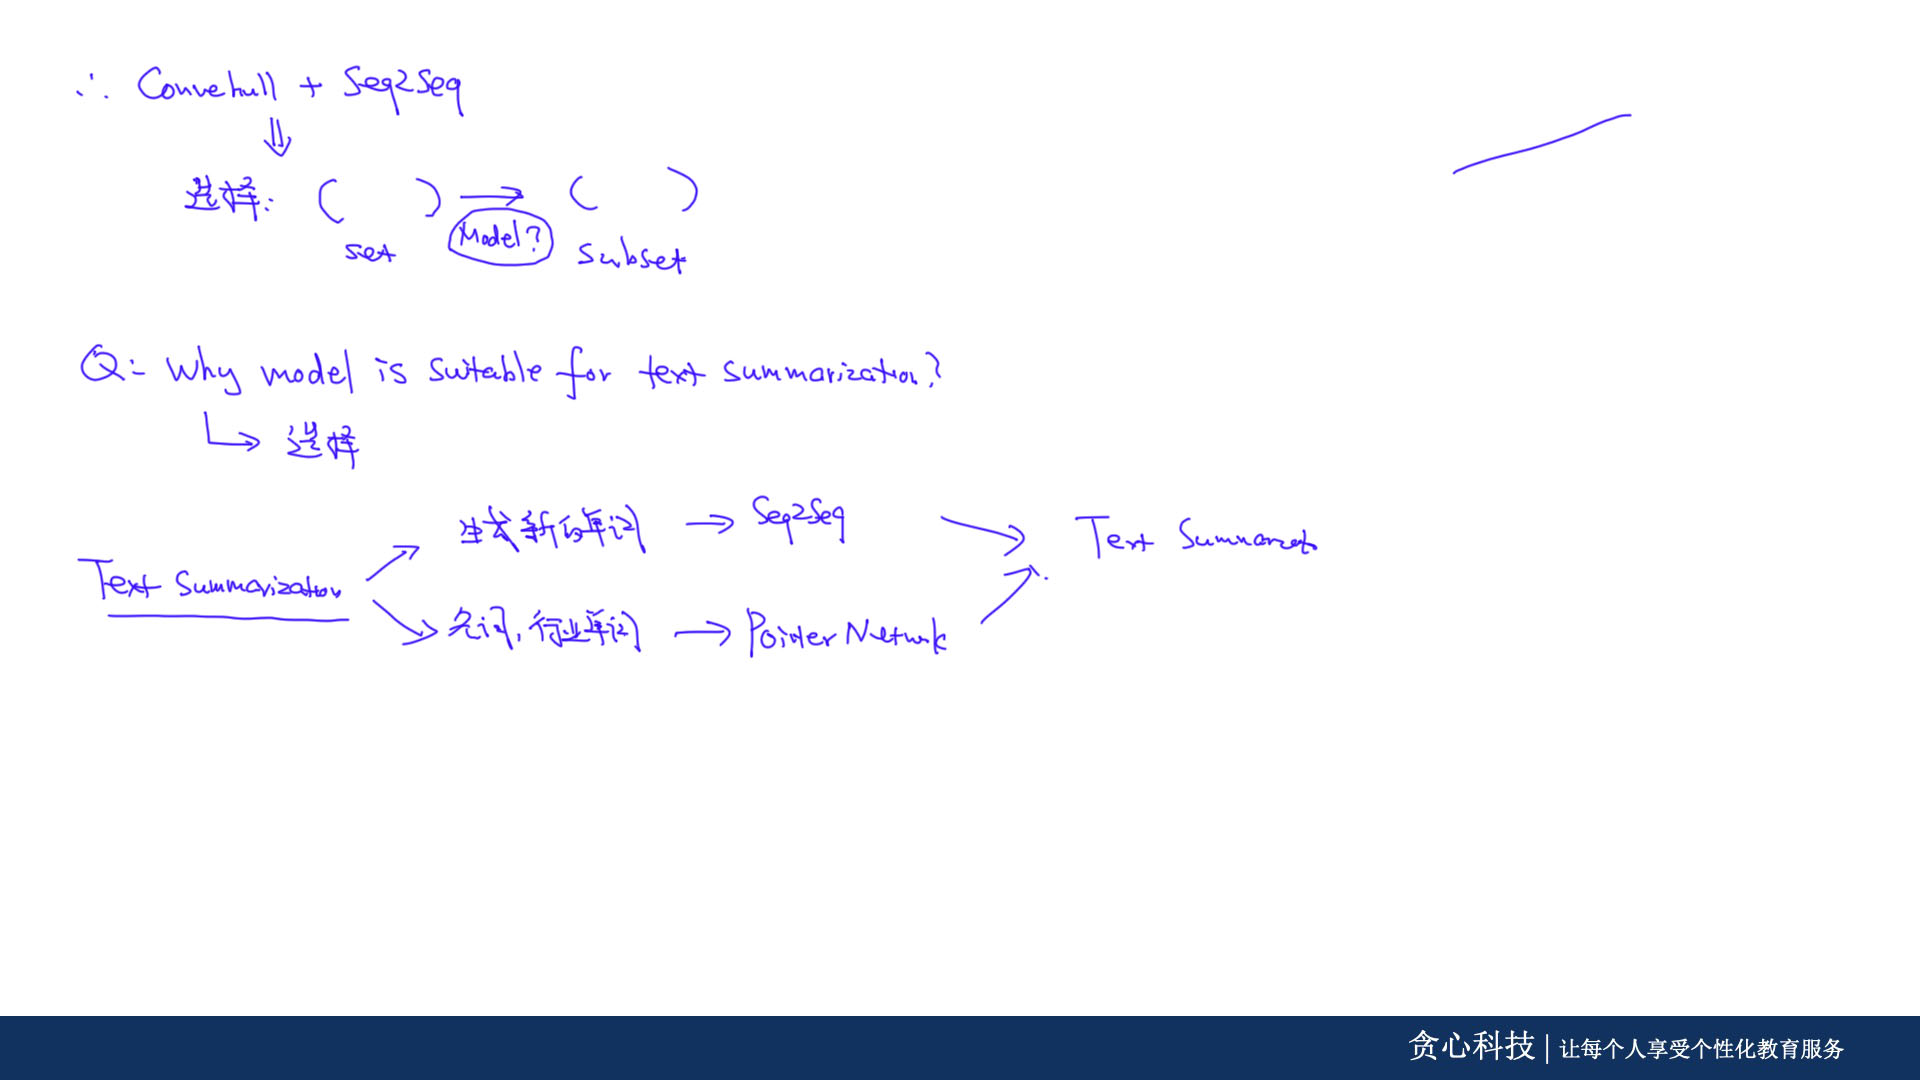 ∴ Convehull + Seq2Seq
⇓
选择: ( ) → ( )
set Model? subset
Q: Why model is suitable for text summarization?
↳ 选择
生成新的单词 → Seq2Seq
Text Summarization
名词, 行业单词 → Pointer Network
Text Summarizat
贪心科技 | 让每个人享受个性化教育服务